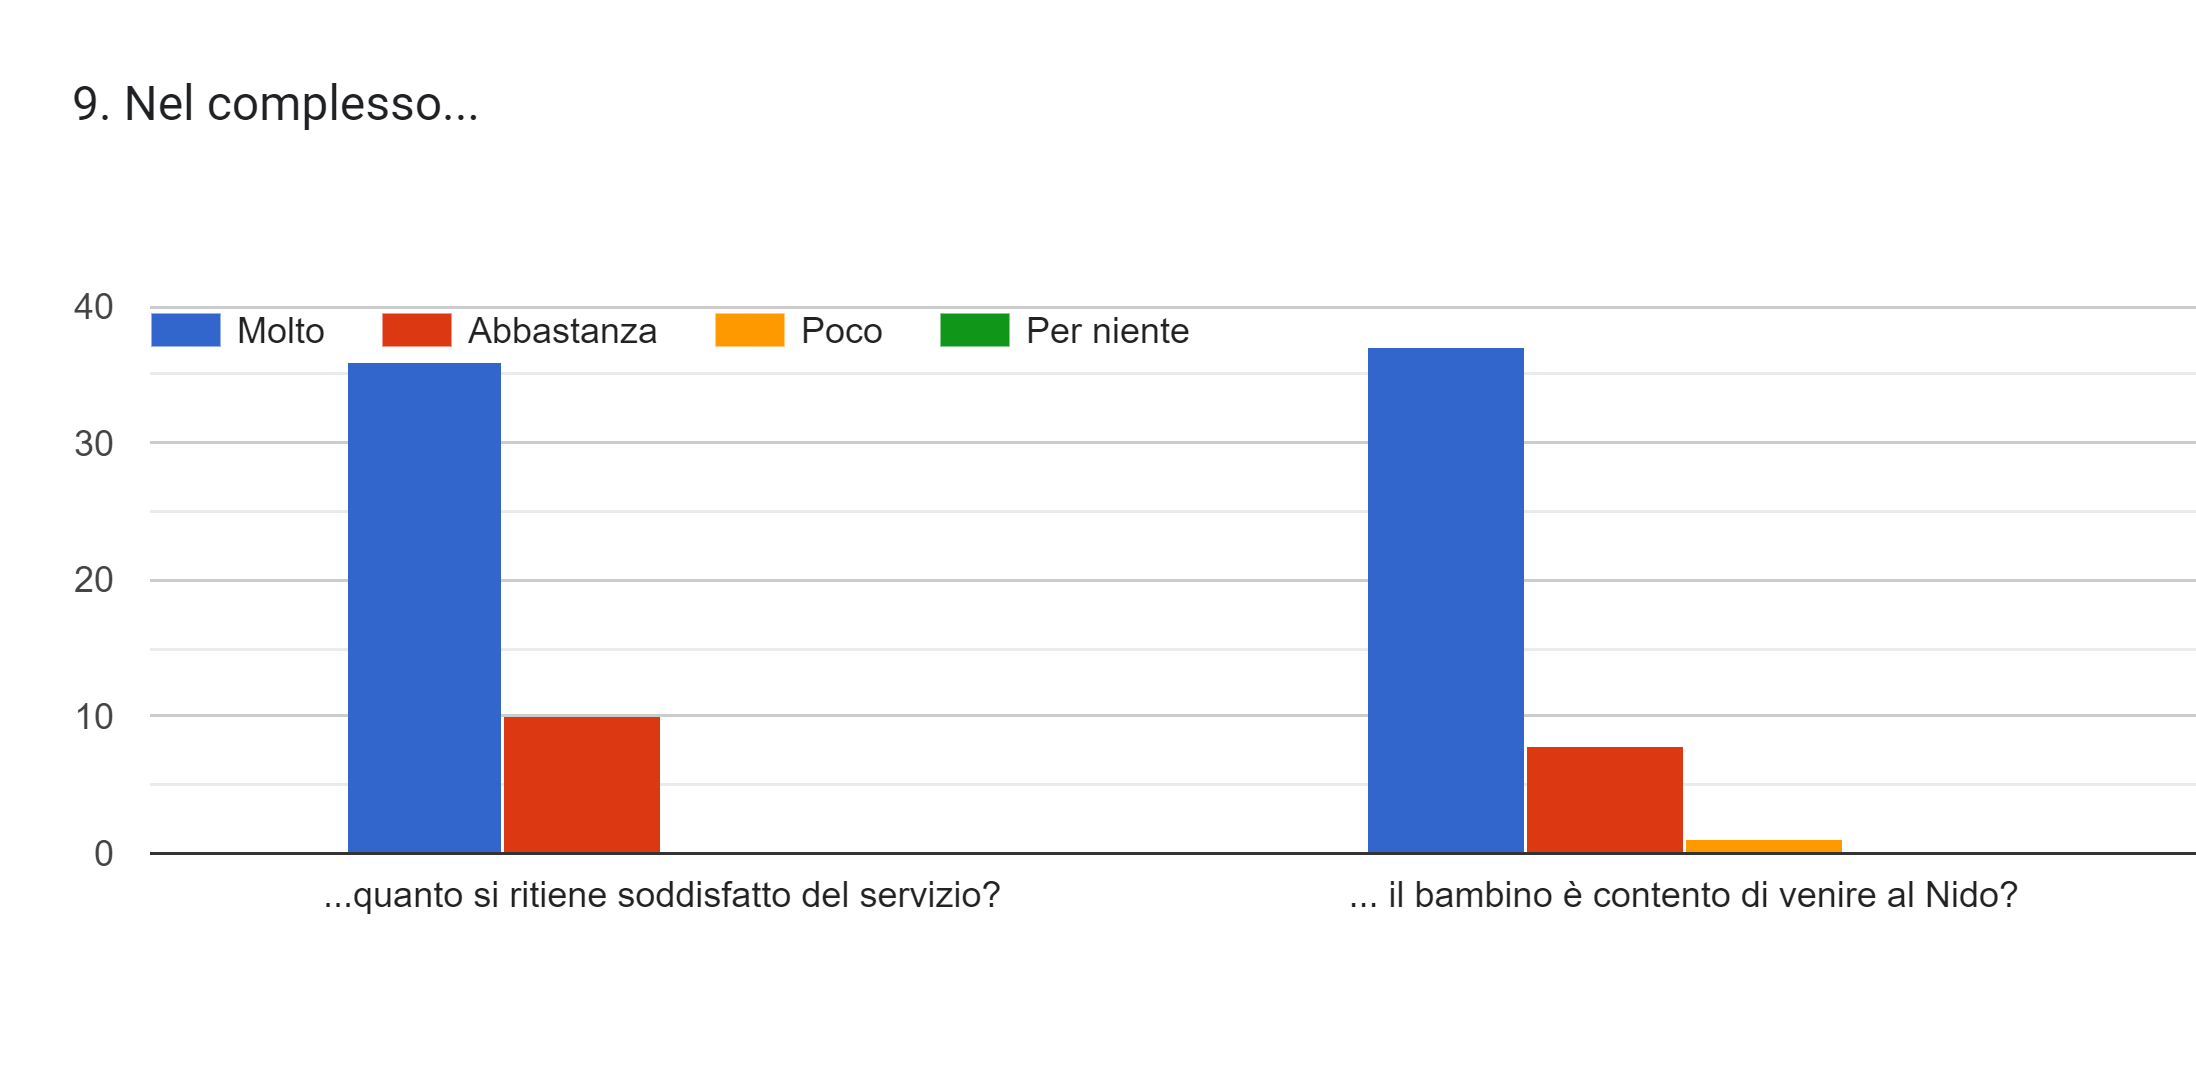 9. Nel complesso...
40
Molto Abbastanza Poco Per niente
30
20
10
0
...quanto si ritiene soddisfatto del servizio? ... il bambino è contento di venire al Nido?